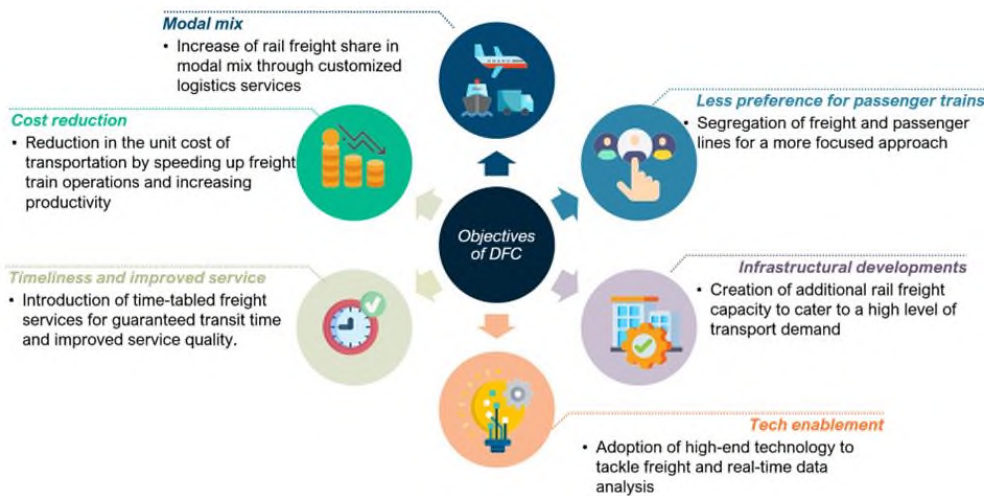 Modal mix
• Increase of rail freight share in
modal mix through customized
logistics services
Cost reduction
• Reduction in the unit cost of
transportation by speeding up freight
train operations and increasing
productivity
Timeliness and improved service
• Introduction of time-tabled freight
services for guaranteed transit time
and improved service quality.
Objectives
of DFC
Less preference for passenger trains
• Segregation of freight and passenger
lines for a more focused approach
Infrastructural developments
• Creation of additional rail freight
capacity to cater to a high level of
transport demand
Tech enablement
• Adoption of high-end technology to
tackle freight and real-time data
analysis